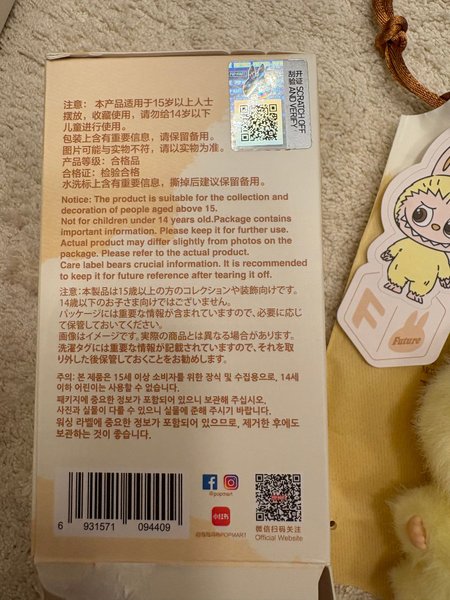 POP MART
共堂
刮验
SCRATCH OFF
AND VERIFY
注意： 本产品适用于15岁以上人士
摆放，收藏使用，请勿给14岁以下
儿童进行使用。
包装上含有重要信息，请保留备用。
图片可能与实物不符，请以实物为准。
产品等级：合格品
合格证：检验合格
水洗标上含有重要信息，撕掉后建议保留备用。
Notice: The product is suitable for the collection and
decoration of people aged above 15.
Not for children under 14 years old.Package contains
important information. Please keep it for further use.
Actual product may differ slightly from photos on the
package. Please refer to the actual product.
Care label bears crucial information. It is recommended
to keep it for future reference after tearing it off.
注意:本製品は15歳以上の方のコレクションや装飾向けです。
14歳以下のお子さま向けではございません。
パッケージには重要な情報が含まれていますので、必要に応じ
て保管しておいてください。
画像はイメージです。実際の商品とは異なる場合があります。
洗濯タグには重要な情報が記載されていますので、それを取
り外した後保管しておくことをお勧めします。
주의: 본 제품은 15세 이상 소비자를 위한 장식 및 수집용으로, 14세
이하 어린이는 사용할 수 없습니다.
패키지에 중요한 정보가 포함되어 있으니 보관해 주십시오.
사진과 실물이 다를 수 있으니 실물에 준해 주시기 바랍니다.
워싱 라벨에 중요한 정보가 포함되어 있으므로, 제거한 후에도
보관하는 것이 좋습니다.
6 931571 094409
@popmart
小红书
@泡泡玛特POPMART
微信扫码关注
Official Website
F
Future